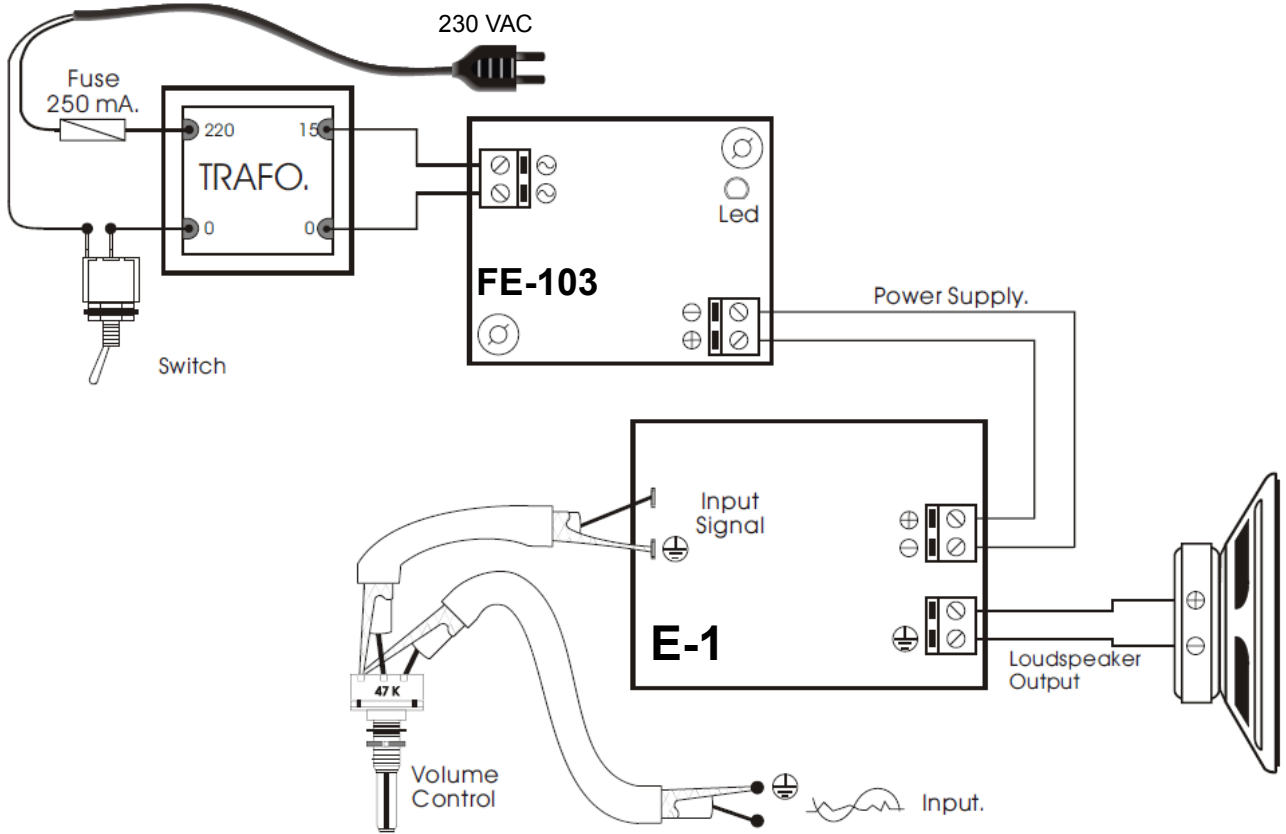 230 VAC
Fuse
250 mA.
220
15
TRAFO.
0
0
Led
FE-103
Power Supply.
Switch
Input
Signal
E-1
Loudspeaker
Output
47 K
Volume
Control
Input.